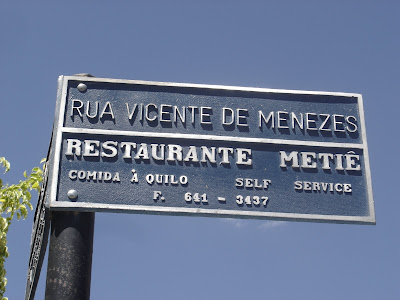 RUA VICENTE DE MENEZES
RESTAURANTE METIÊ
COMIDA À QUILO SELF SERVICE
F. 641 - 3437